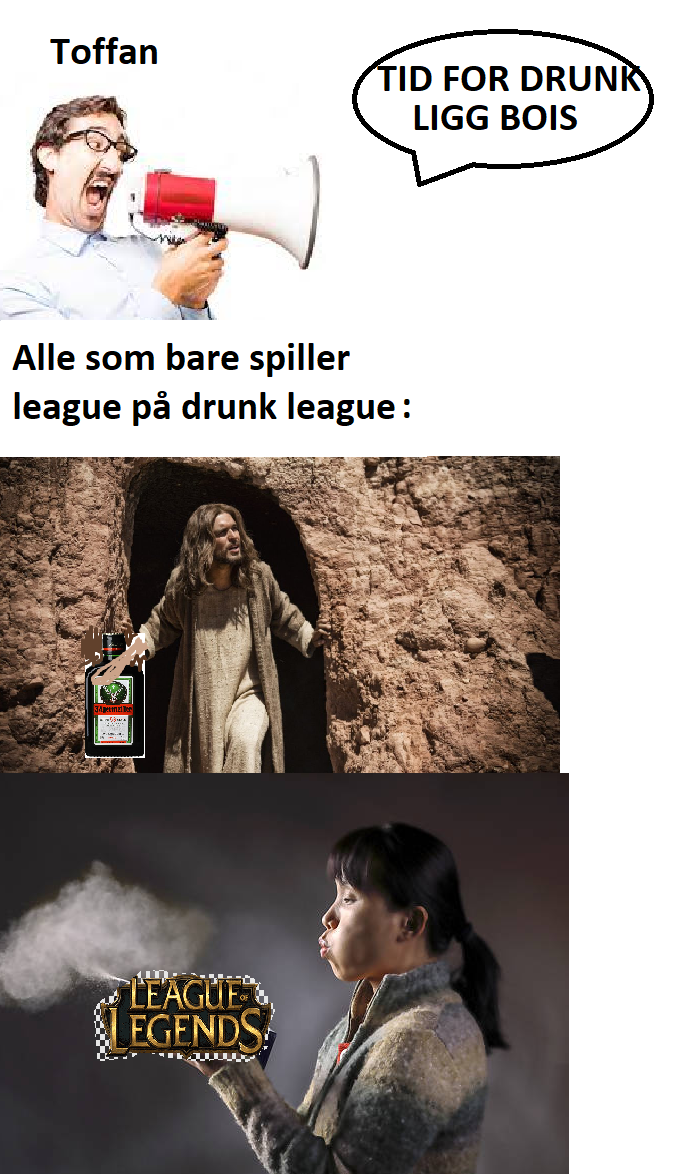 Toffan
TID FOR DRUNK
LIGG BOIS
Alle som bare spiller
league på drunk league:
Jägermeister
LEAGUE OF
LEGENDS